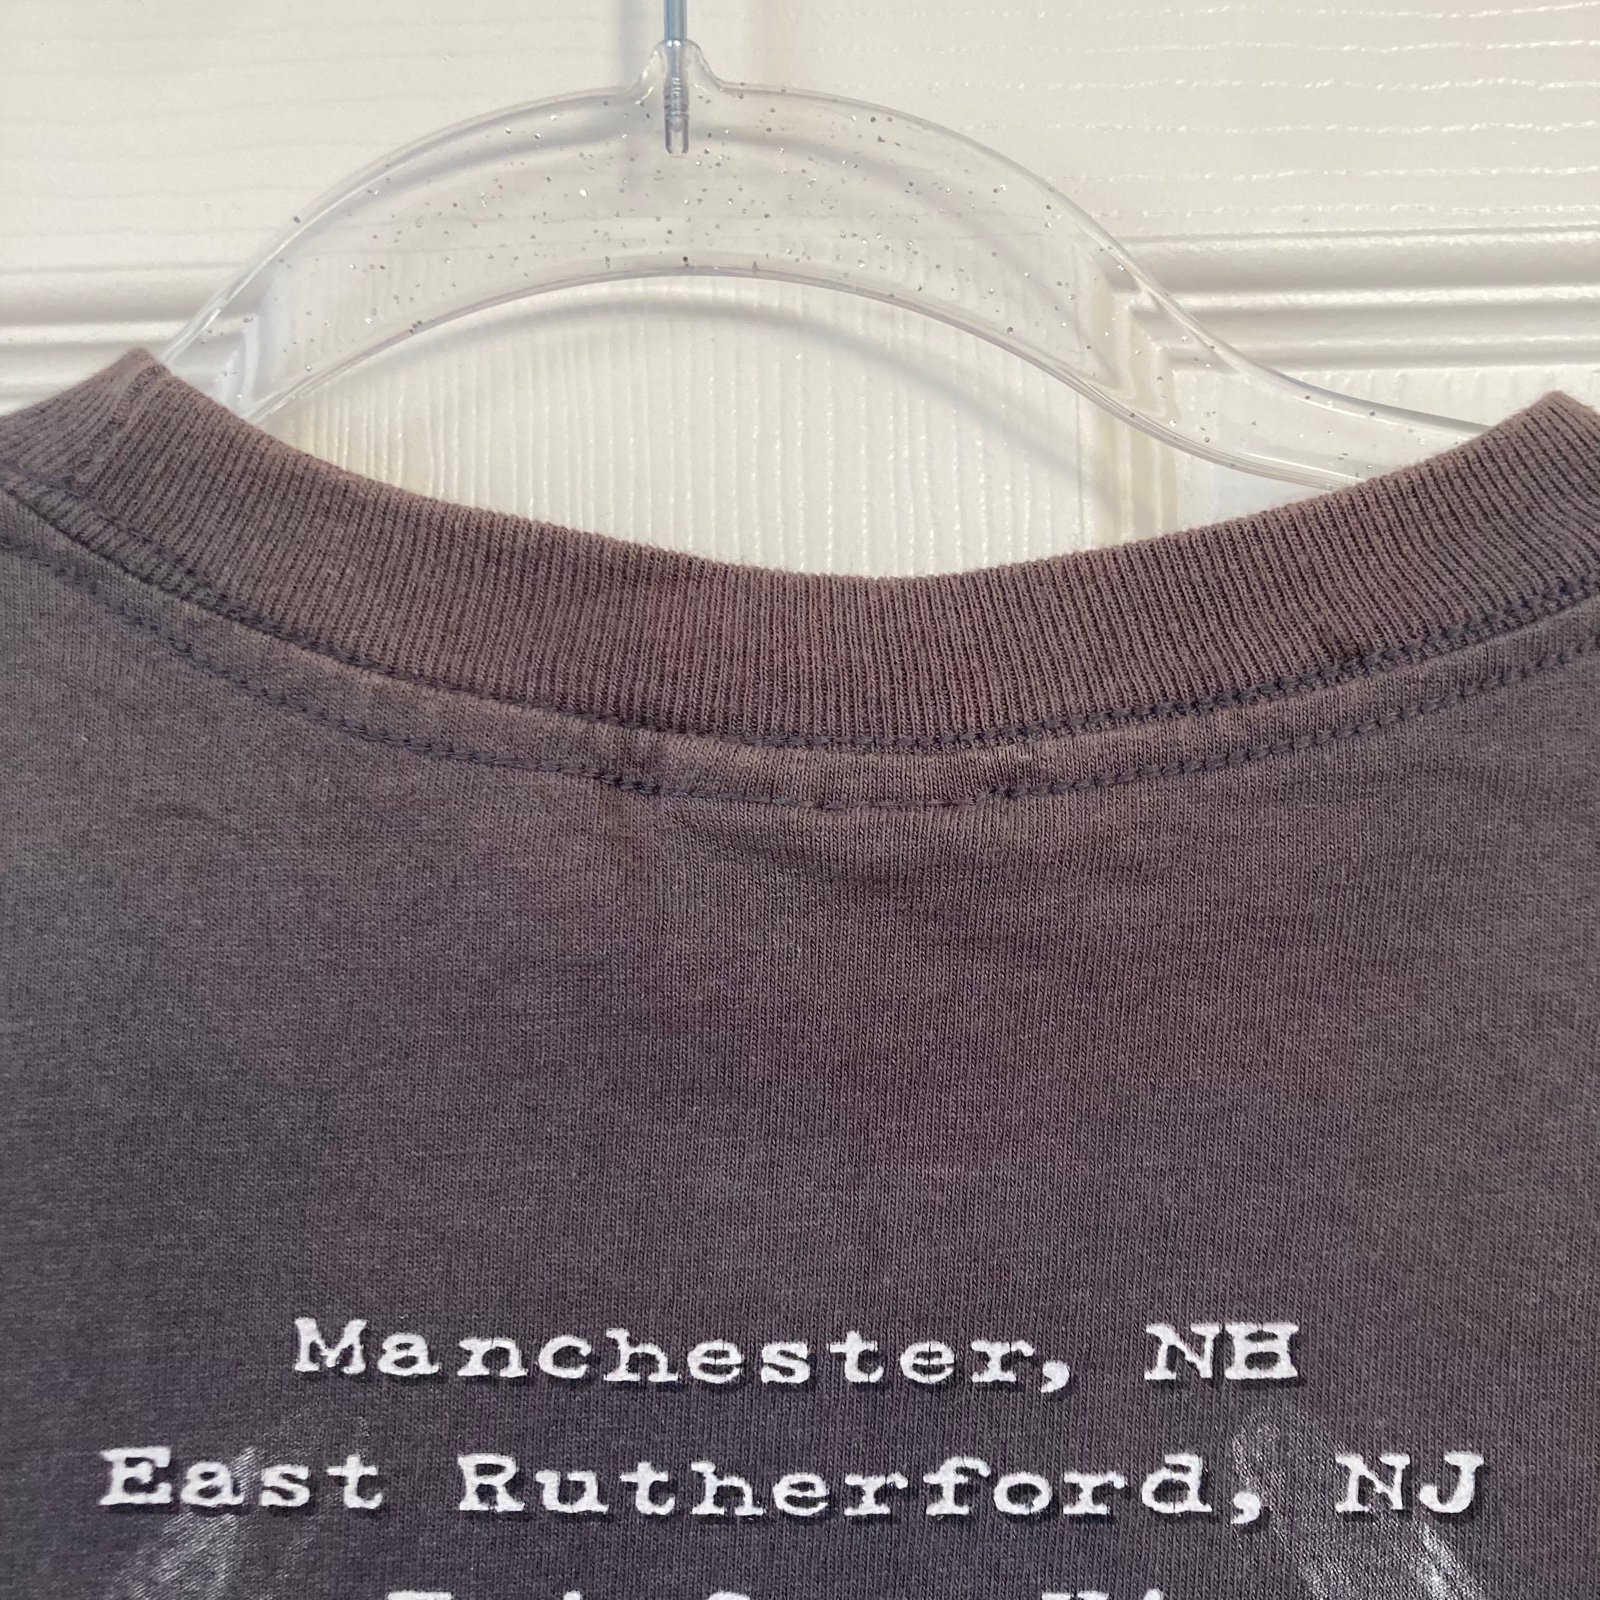 Manchester, NH
East Rutherford, NJ